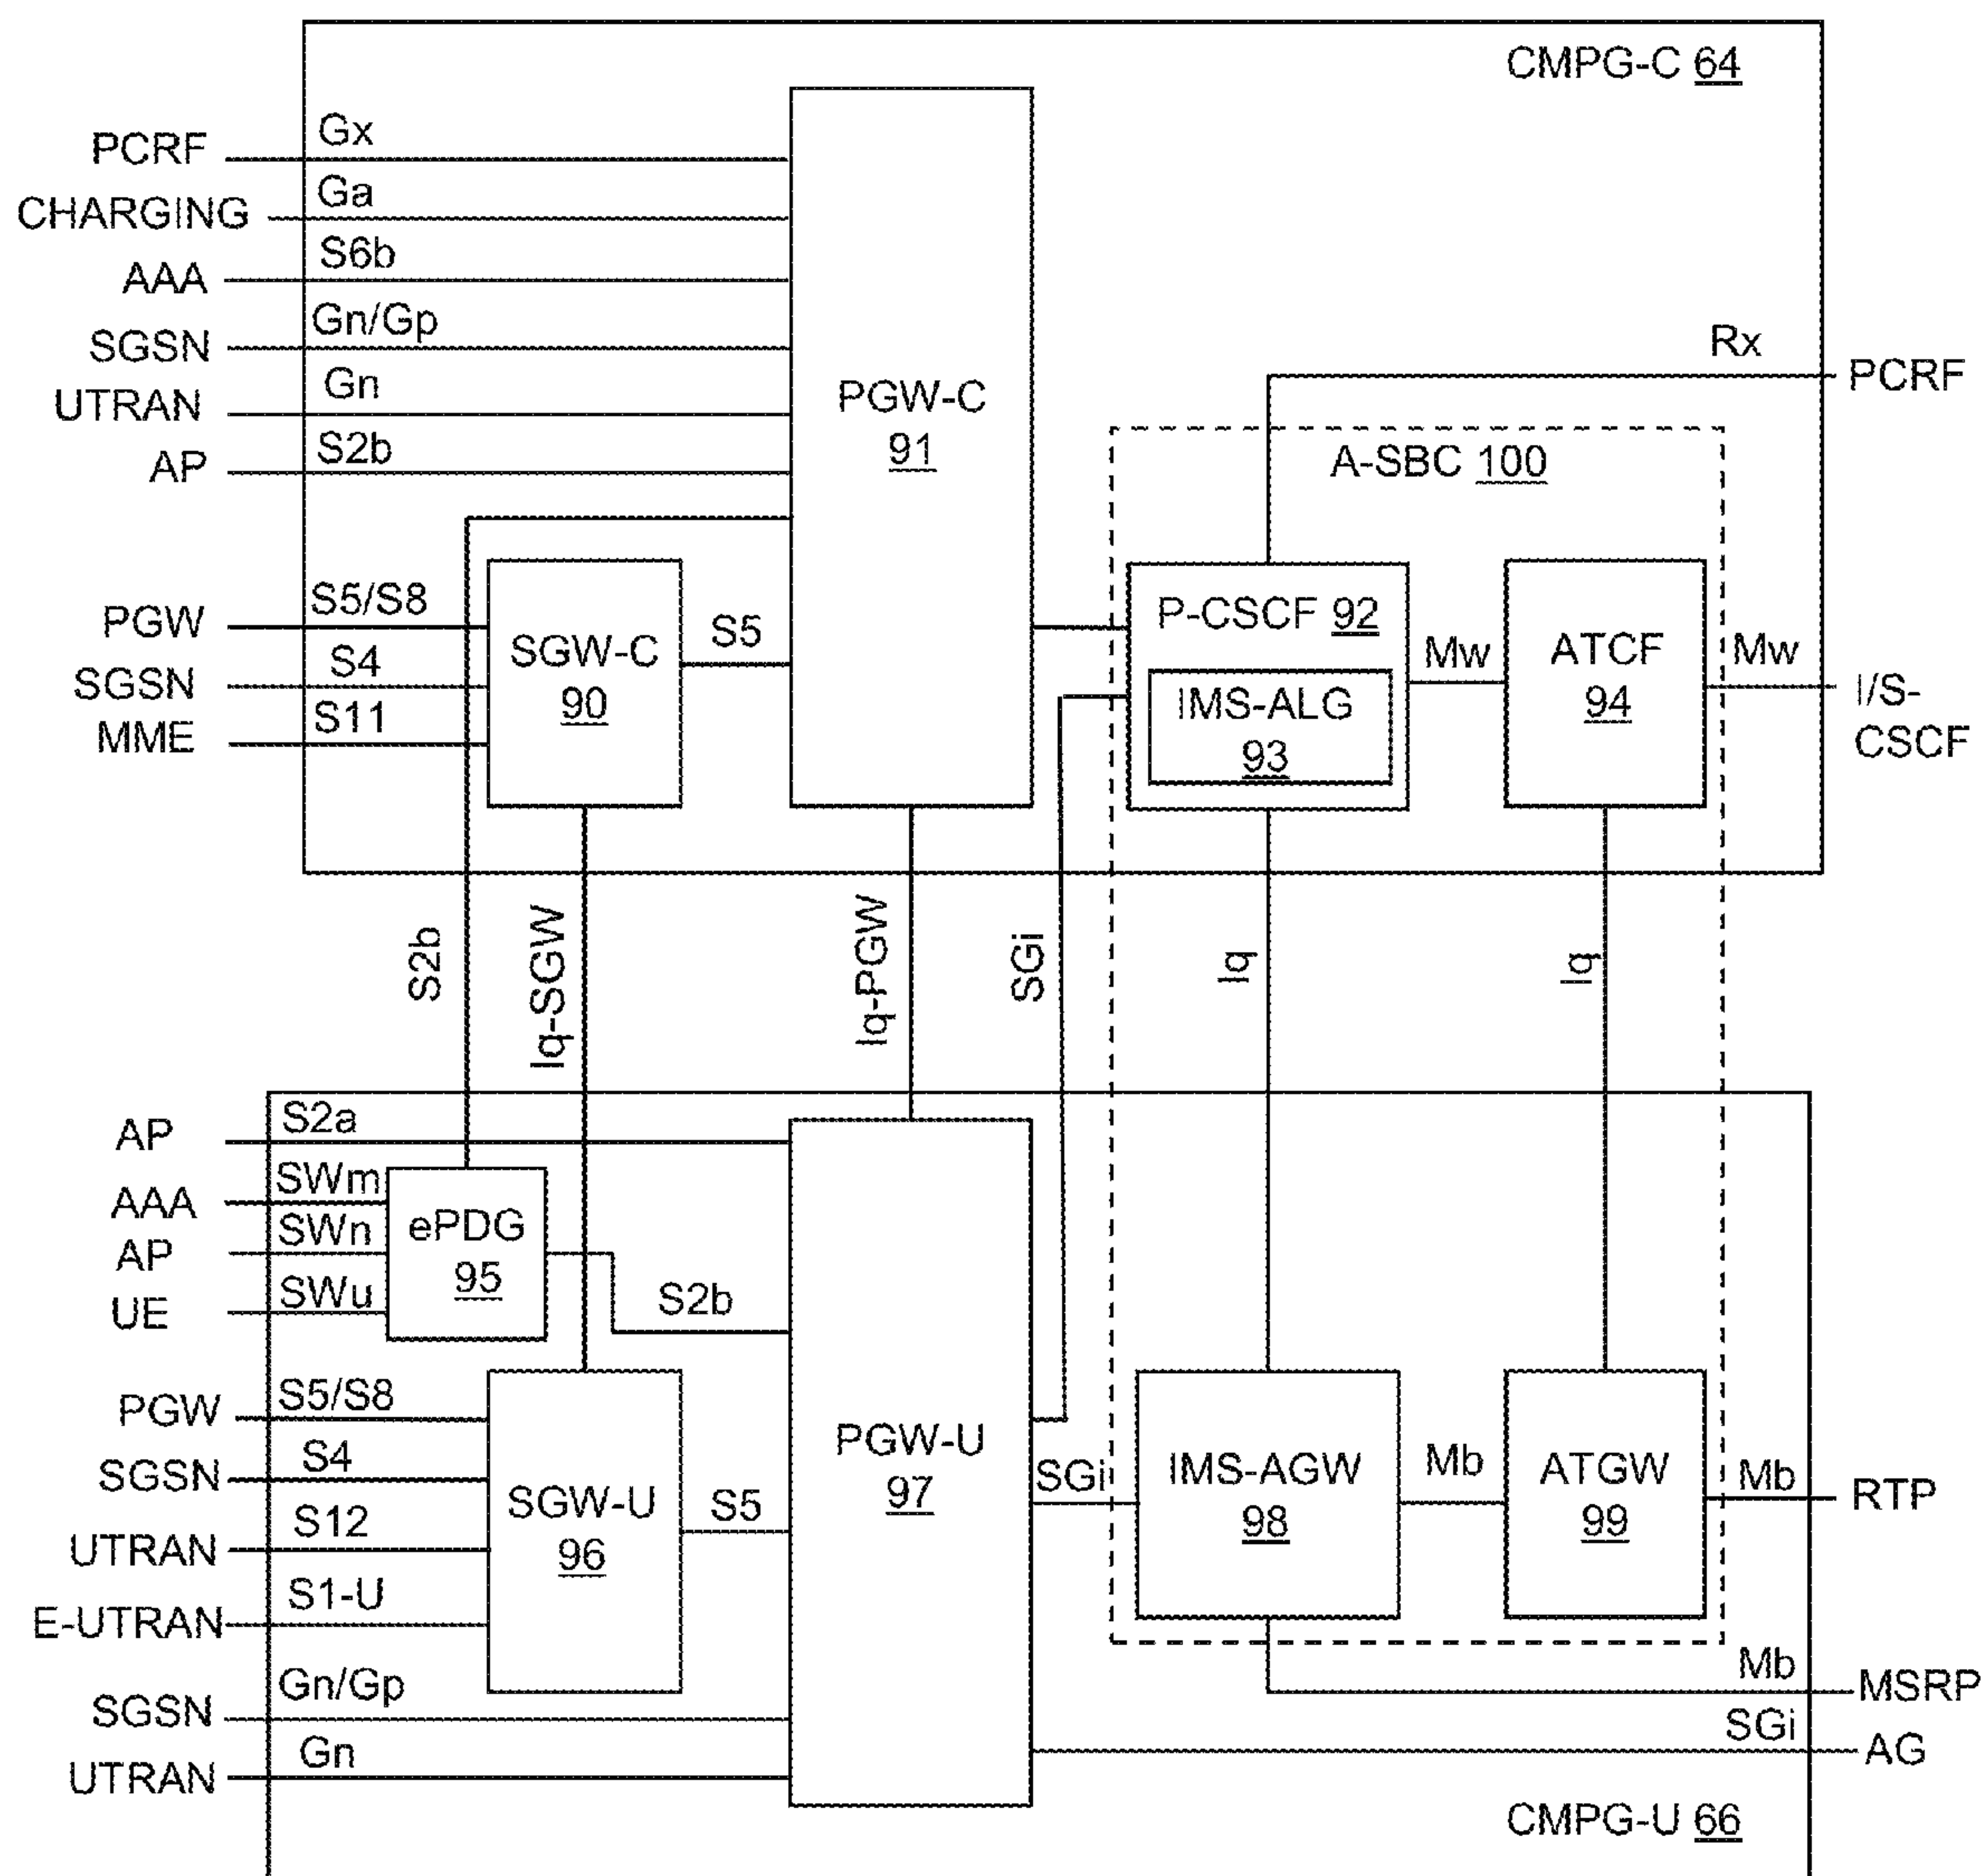 CMPG-C 64
PCRF
Gx
CHARGING
Ga
AAA
S6b
SGSN
Gn/Gp
UTRAN
Gn
AP
S2b
PGW-C
91
Rx
PCRF
A-SBC 100
PGW
S5/S8
SGSN
S4
MME
S11
SGW-C
90
S5
P-CSCF 92
IMS-ALG
93
Mw
ATCF
94
Mw
I/S-
CSCF
S2b
Iq-SGW
Iq-PGW
SGi
Iq
Iq
AP
S2a
AAA
SWm
AP
SWn
UE
SWu
ePDG
95
S2b
PGW
S5/S8
SGSN
S4
UTRAN
S12
E-UTRAN
S1-U
SGSN
Gn/Gp
UTRAN
Gn
SGW-U
96
S5
PGW-U
97
SGi
IMS-AGW
98
Mb
ATGW
99
Mb
RTP
Mb
MSRP
SGi
AG
CMPG-U 66